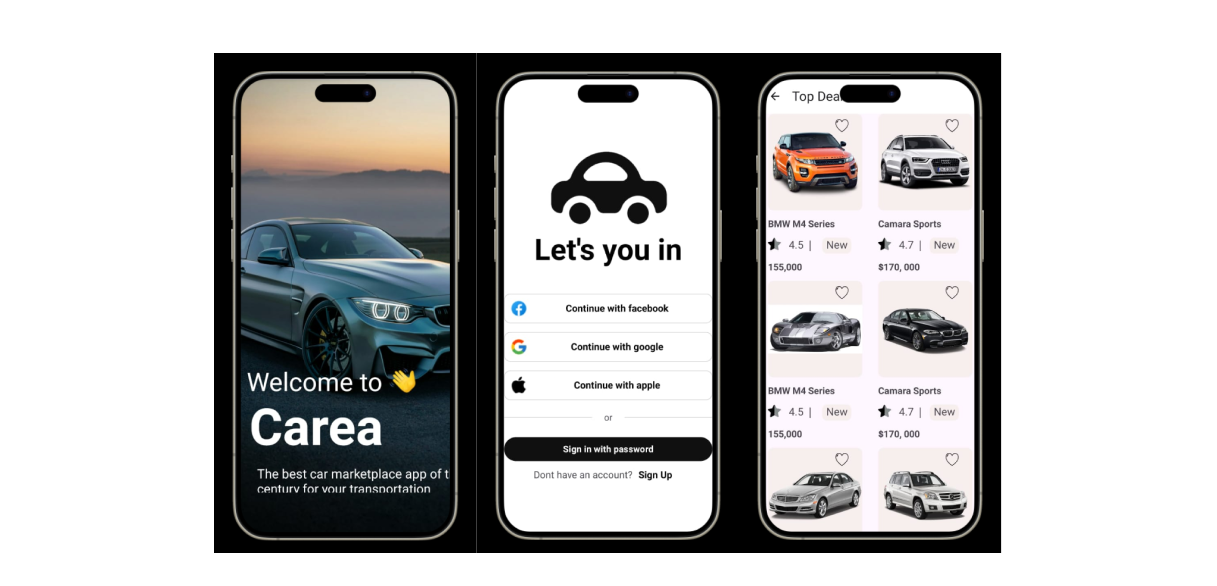 Welcome to 👋
Carea
The best car marketplace app of t
century for your transportation
Let's you in
Continue with facebook
Continue with google
Continue with apple
or
Sign in with password
Dont have an account? Sign Up
← Top Dea
BMW M4 Series
Camara Sports
4.5 | New
4.7 | New
155,000
$170, 000
BMW M4 Series
Camara Sports
4.5 | New
4.7 | New
155,000
$170, 000